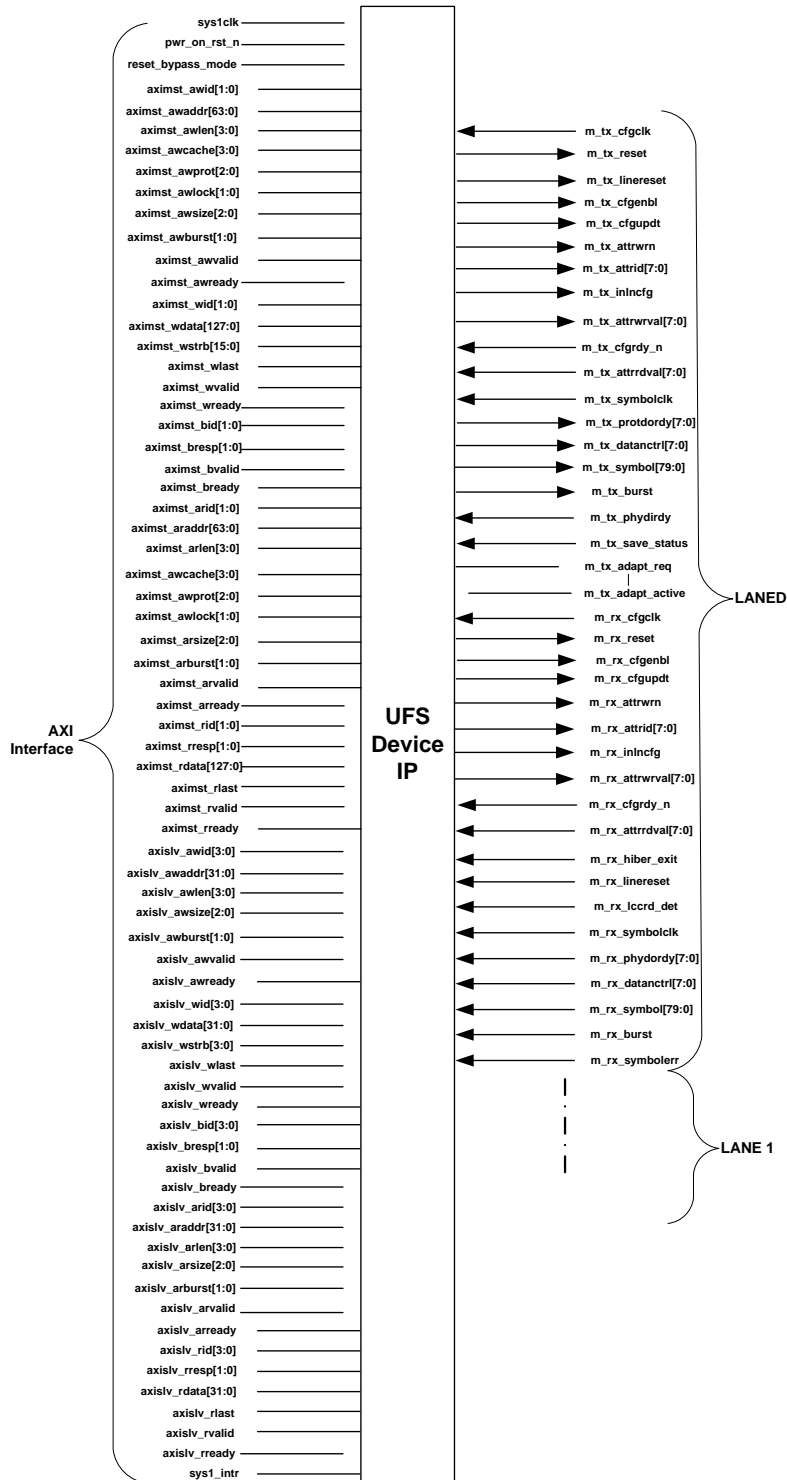 sys1clk
pwr_on_rst_n
reset_bypass_mode
aximst_awid[1:0]
aximst_awaddr[63:0]
aximst_awlen[3:0]
aximst_awcache[3:0]
aximst_awprot[2:0]
aximst_awlock[1:0]
aximst_awsize[2:0]
aximst_awburst[1:0]
aximst_awvalid
aximst_awready
aximst_wid[1:0]
aximst_wdata[127:0]
aximst_wstrb[15:0]
aximst_wlast
aximst_wvalid
aximst_wready
aximst_bid[1:0]
aximst_bresp[1:0]
aximst_bvalid
aximst_bready
aximst_arid[1:0]
aximst_araddr[63:0]
aximst_arlen[3:0]
aximst_awcache[3:0]
aximst_awprot[2:0]
aximst_awlock[1:0]
aximst_arsize[2:0]
aximst_arburst[1:0]
aximst_arvalid
aximst_arready
aximst_rid[1:0]
aximst_rresp[1:0]
aximst_rdata[127:0]
aximst_rlast
aximst_rvalid
aximst_rready
axislv_awid[3:0]
axislv_awaddr[31:0]
axislv_awlen[3:0]
axislv_awsize[2:0]
axislv_awburst[1:0]
axislv_awvalid
axislv_awready
axislv_wid[3:0]
axislv_wdata[31:0]
axislv_wstrb[3:0]
axislv_wlast
axislv_wvalid
axislv_wready
axislv_bid[3:0]
axislv_bresp[1:0]
axislv_bvalid
axislv_bready
axislv_arid[3:0]
axislv_araddr[31:0]
axislv_arlen[3:0]
axislv_arsize[2:0]
axislv_arburst[1:0]
axislv_arvalid
axislv_arready
axislv_rid[3:0]
axislv_rresp[1:0]
axislv_rdata[31:0]
axislv_rlast
axislv_rvalid
axislv_rready
sys1_intr
AXI
Interface
UFS
Device
IP
m_tx_cfgclk
m_tx_reset
m_tx_linereset
m_tx_cfgenbl
m_tx_cfgupdt
m_tx_attrwrn
m_tx_attrid[7:0]
m_tx_inlncfg
m_tx_attrwrval[7:0]
m_tx_cfgrdy_n
m_tx_attrrdval[7:0]
m_tx_symbolclk
m_tx_protdordy[7:0]
m_tx_datanctrl[7:0]
m_tx_symbol[79:0]
m_tx_burst
m_tx_phydirdy
m_tx_save_status
m_tx_adapt_req
m_tx_adapt_active
m_rx_cfgclk
m_rx_reset
m_rx_cfgenbl
m_rx_cfgupdt
m_rx_attrwrn
m_rx_attrid[7:0]
m_rx_inlncfg
m_rx_attrwrval[7:0]
m_rx_cfgrdy_n
m_rx_attrrdval[7:0]
m_rx_hiber_exit
m_rx_linereset
m_rx_lccrd_det
m_rx_symbolclk
m_rx_phydordy[7:0]
m_rx_datanctrl[7:0]
m_rx_symbol[79:0]
m_rx_burst
m_rx_symbolerr
LANED
LANE 1